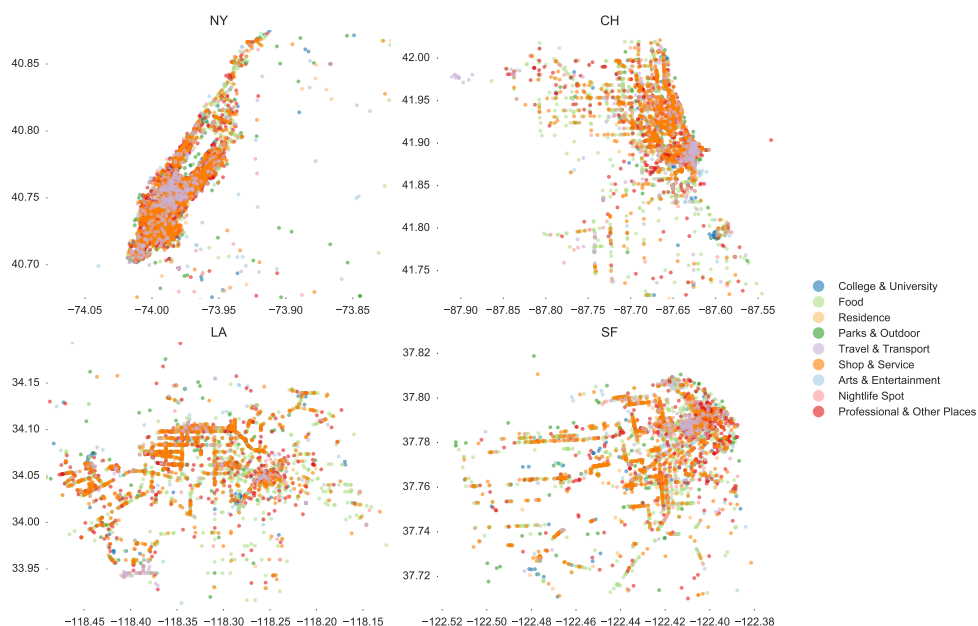 NY
CH
40.85
40.80
40.75
40.70
−74.05 −74.00 −73.95 −73.90 −73.85
42.00
41.95
41.90
41.85
41.80
41.75
−87.90 −87.85 −87.80 −87.75 −87.70 −87.65 −87.60 −87.55
LA
SF
34.15
34.10
34.05
34.00
33.95
−118.45 −118.40 −118.35 −118.30 −118.25 −118.20 −118.15
37.82
37.80
37.78
37.76
37.74
37.72
−122.52 −122.50 −122.48 −122.46 −122.44 −122.42 −122.40 −122.38
College & University
Food
Residence
Parks & Outdoor
Travel & Transport
Shop & Service
Arts & Entertainment
Nightlife Spot
Professional & Other Places